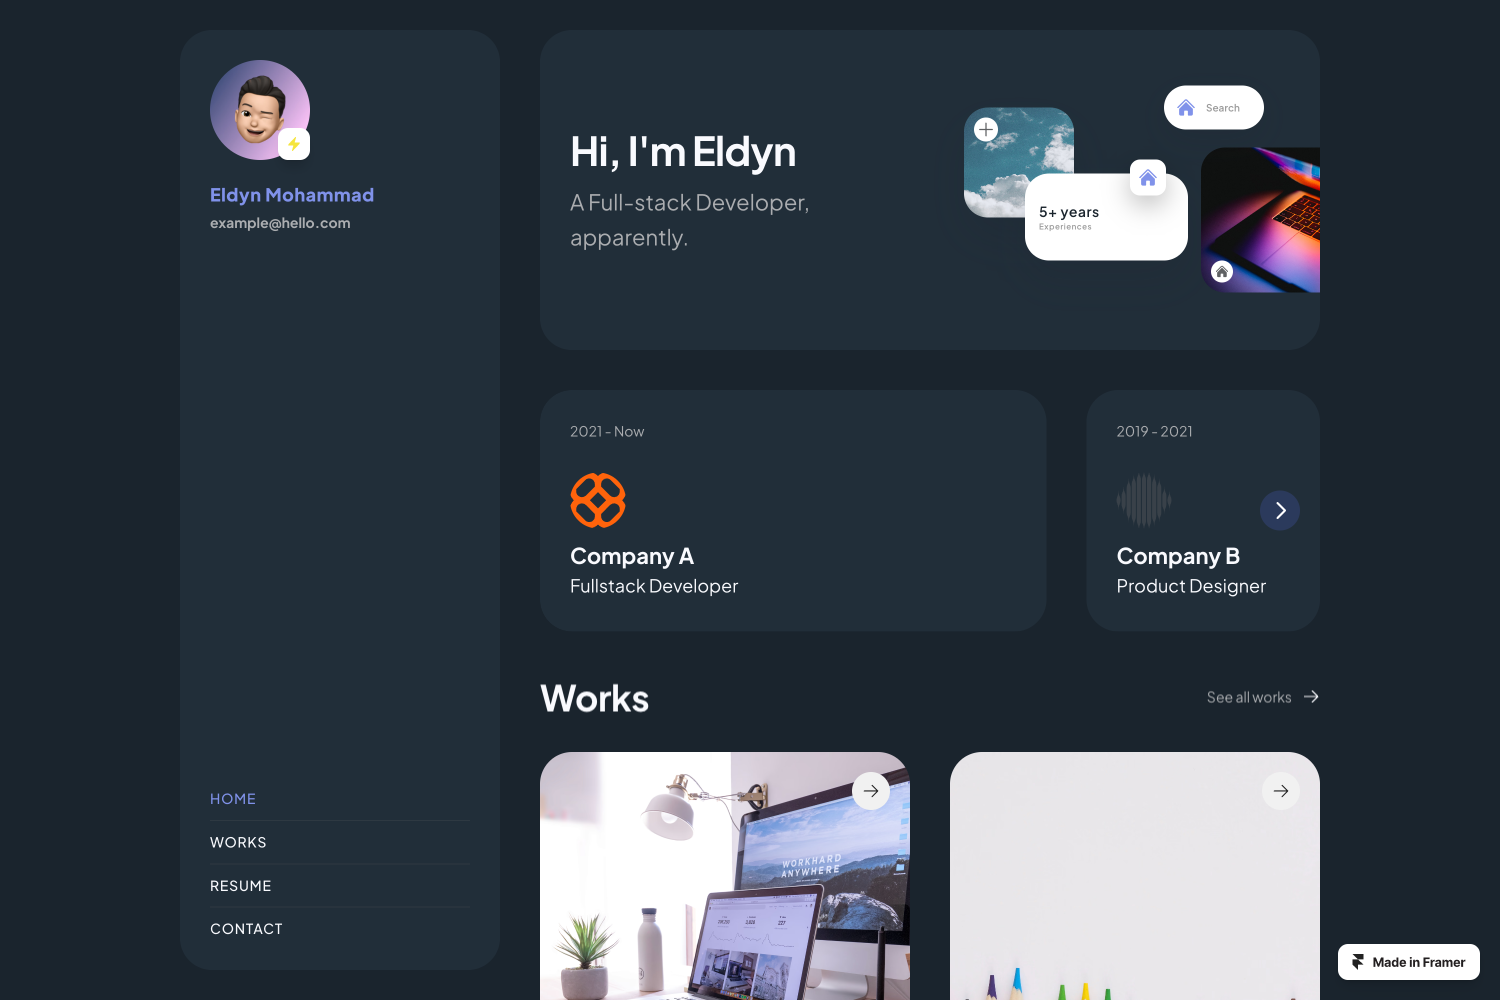 Eldyn Mohammad
example@hello.com
HOME
WORKS
RESUME
CONTACT
Hi, I'm Eldyn
A Full-stack Developer,
apparently.
Search
5+ years
Experiences
2021 - Now
Company A
Fullstack Developer
2019 - 2021
Company B
Product Designer
Works
See all works
WORKHARD
ANYWHERE
Made in Framer